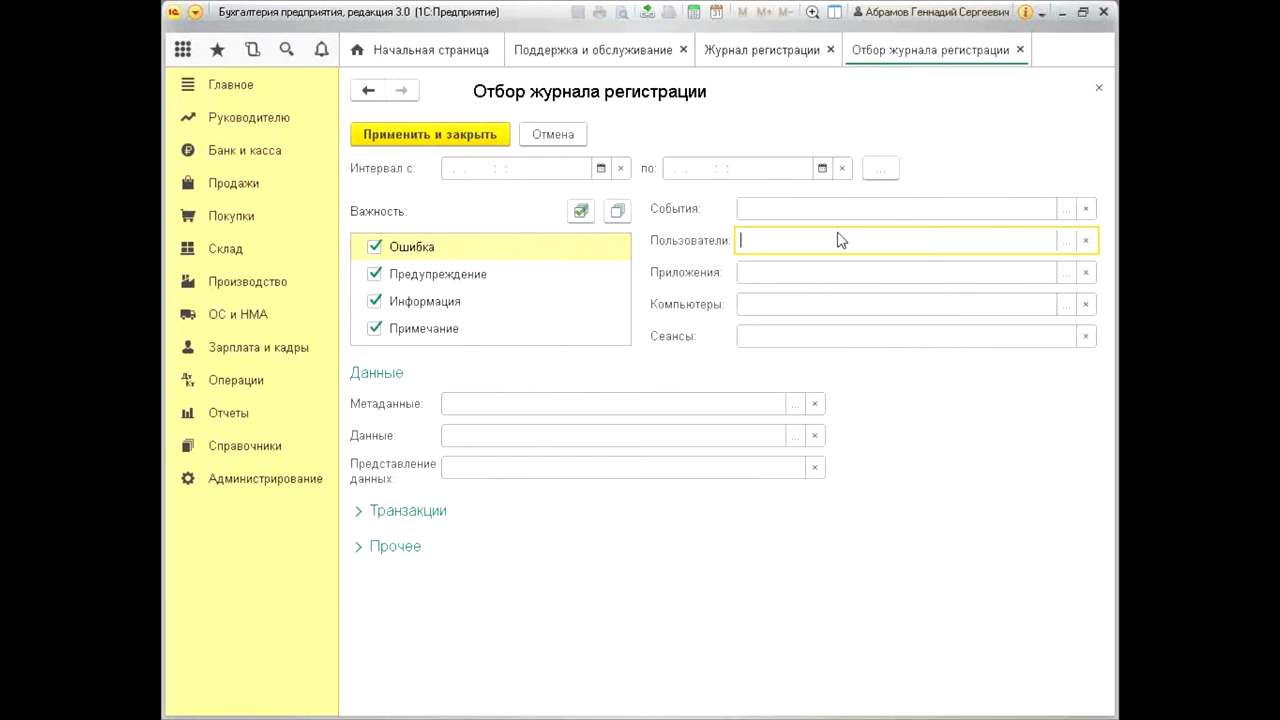 Бухгалтерия предприятия, редакция 3.0 (1С:Предприятие)
M M+ M-
Абрамов Геннадий Сергеевич
Начальная страница
Поддержка и обслуживание
Журнал регистрации
Отбор журнала регистрации
Главное
Руководителю
Банк и касса
Продажи
Покупки
Склад
Производство
ОС и НМА
Зарплата и кадры
Операции
Отчеты
Справочники
Администрирование
Отбор журнала регистрации
Применить и закрыть
Отмена
Интервал с: . . : :
по: . . : :
...
Важность:
Ошибка
Предупреждение
Информация
Примечание
События: ...
Пользователи: ...
Приложения: ...
Компьютеры: ...
Сеансы:
Данные
Метаданные: ...
Данные: ...
Представление
данных:
Транзакции
Прочее